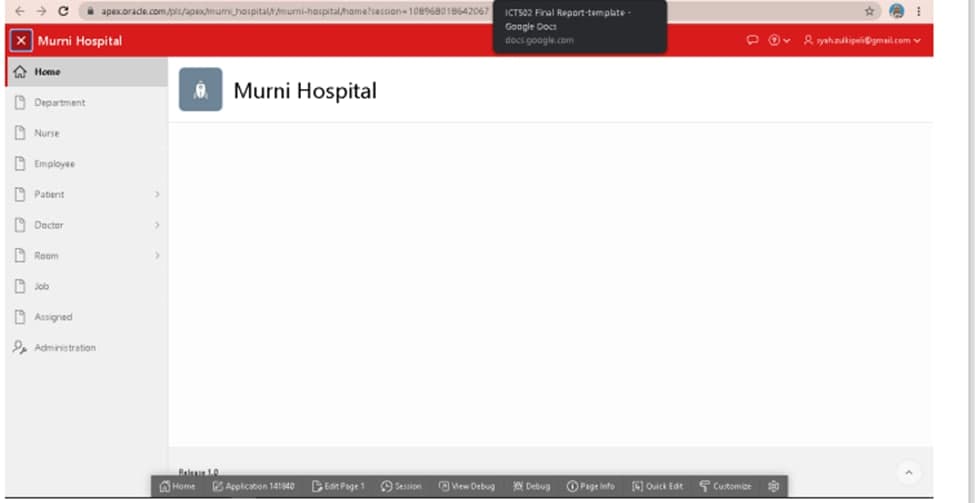 apex.oracle.com/pls/apex/murni_hospital/r/murni-hospital/home?session=108968018642067
ICT502 Final Report-template -
Google Docs
docs.google.com
Murni Hospital
syah.zulkipeli@gmail.com
Home
Murni Hospital
Department
Nurse
Employee
Patient
Doctor
Room
Job
Assigned
Administration
Release 1.0
Home Application 141840 Edit Page 1 Session View Debug Debug Page Info Quick Edit Customize